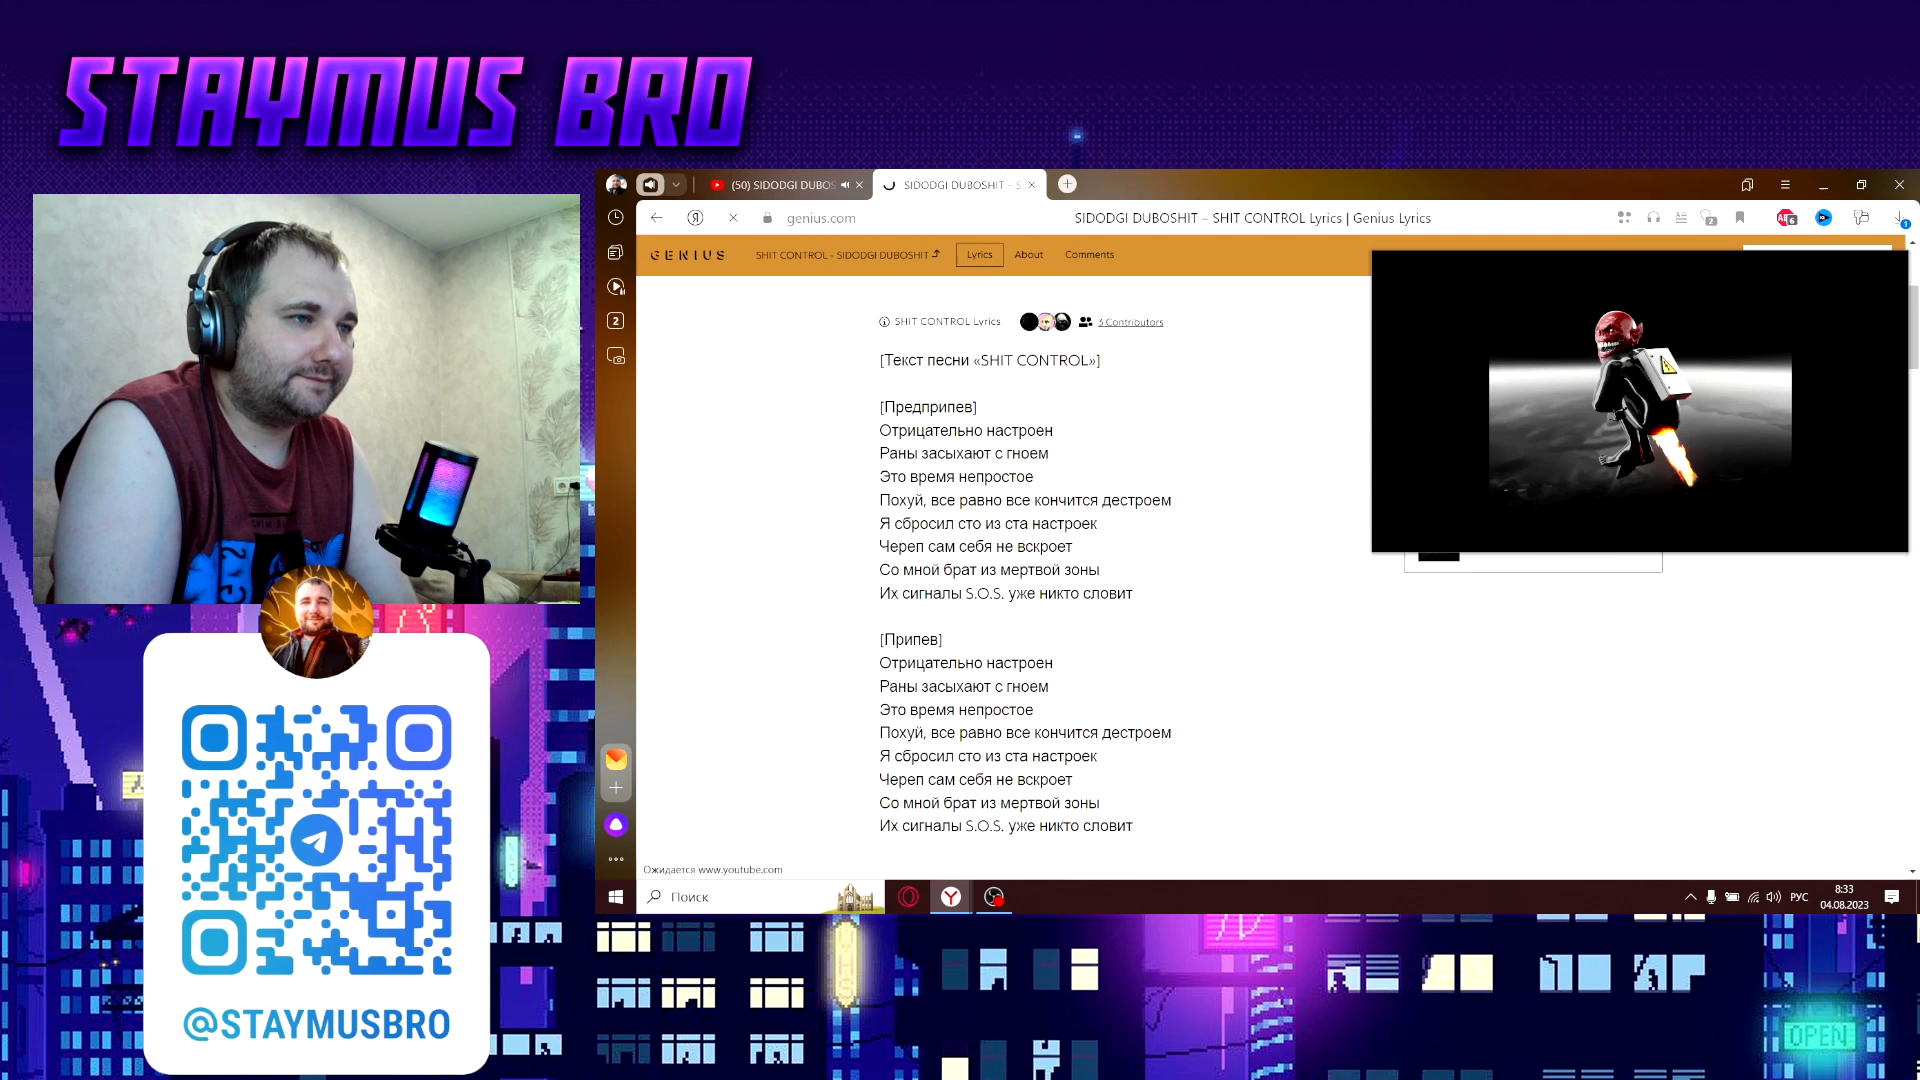 STAYMUS BRO
(50) SIDODGI DUBOS
SIDODGI DUBOSHIT – S
genius.com
SIDODGI DUBOSHIT – SHIT CONTROL Lyrics | Genius Lyrics
GENIUS
SHIT CONTROL - SIDODGI DUBOSHIT
Lyrics
About
Comments
2
SHIT CONTROL Lyrics
3 Contributors
[Текст песни «SHIT CONTROL»]
[Предприпев]
Отрицательно настроен
Раны засыхают с гноем
Это время непростое
Похуй, все равно все кончится дестроем
Я сбросил сто из ста настроек
Череп сам себя не вскроет
Со мной брат из мертвой зоны
Их сигналы S.O.S. уже никто словит
[Припев]
Отрицательно настроен
Раны засыхают с гноем
Это время непростое
Похуй, все равно все кончится дестроем
Я сбросил сто из ста настроек
Череп сам себя не вскроет
Со мной брат из мертвой зоны
Их сигналы S.O.S. уже никто словит
Ожидается www.youtube.com
Поиск
РУС
8:33
04.08.2023
@STAYMUSBRO
OPEN